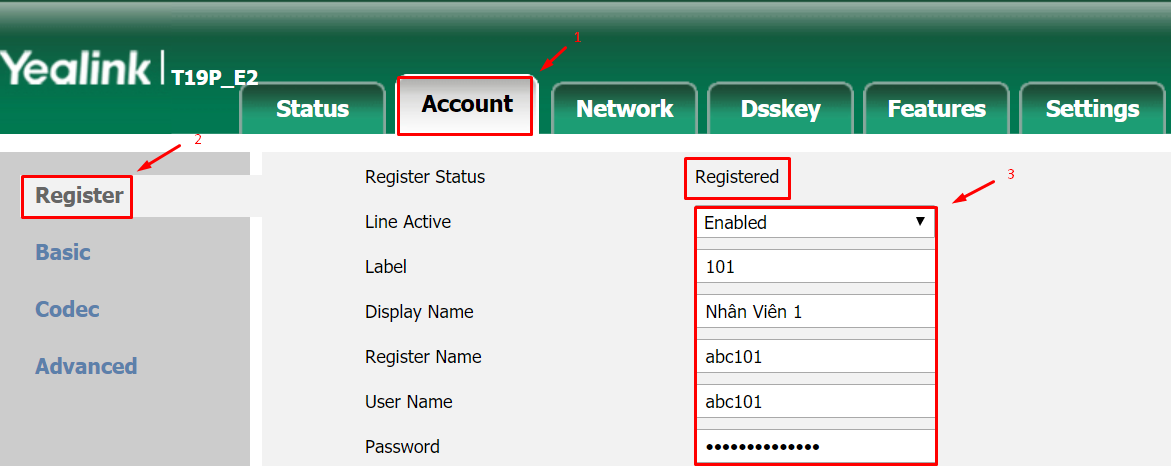 1
Yealink | T19P_E2
Status Account Network Dsskey Features Settings
2
Register Status Registered
3
Register
Line Active Enabled
Basic
Label 101
Codec
Display Name Nhân Viên 1
Register Name abc101
Advanced
User Name abc101
Password ••••••••••••••